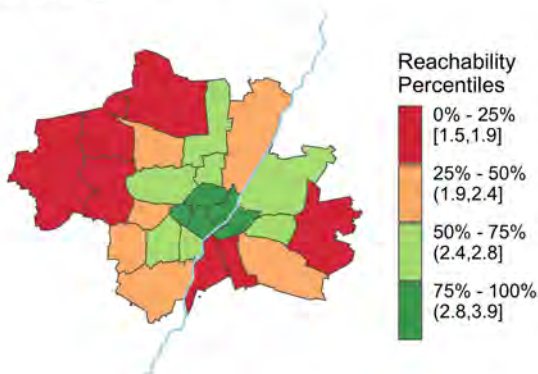 Reachability
Percentiles
0% - 25%
[1.5,1.9]
25% - 50%
(1.9,2.4]
50% - 75%
(2.4,2.8]
75% - 100%
(2.8,3.9]